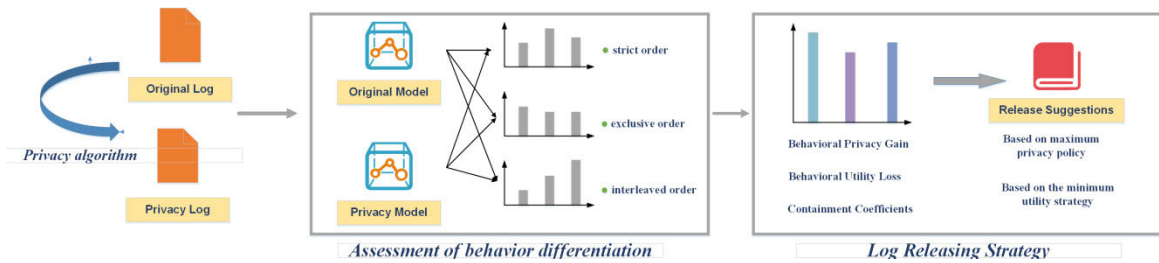 Original Log
Privacy algorithm
Privacy Log
Original Model
Privacy Model
strict order
exclusive order
interleaved order
Assessment of behavior differentiation
Behavioral Privacy Gain
Behavioral Utility Loss
Containment Coefficients
Release Suggestions
Based on maximum
privacy policy
Based on the minimum
utility strategy
Log Releasing Strategy